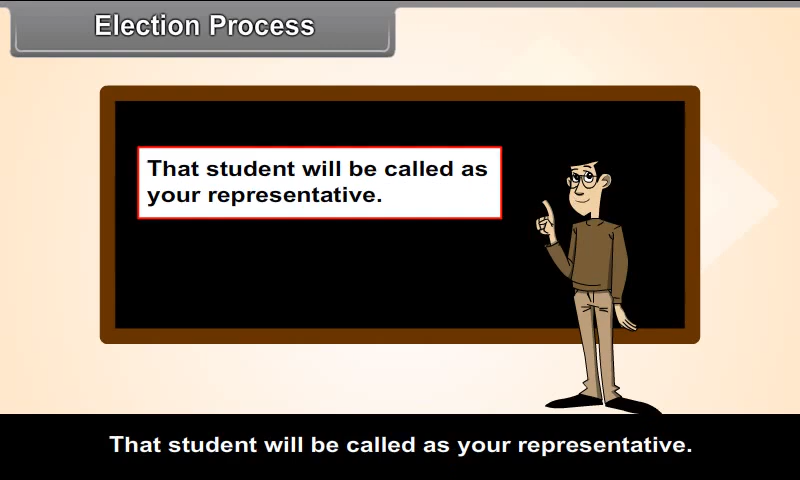 Election Process
That student will be called as
your representative.
That student will be called as your representative.